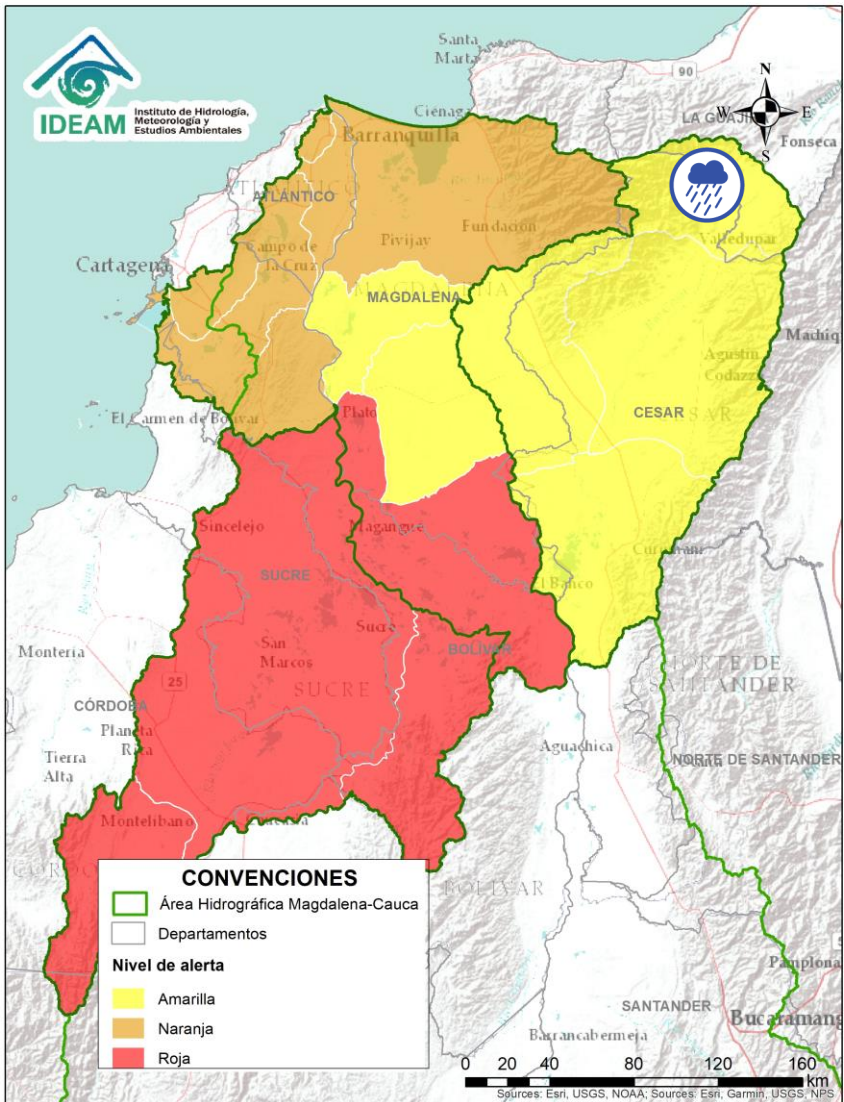 IDEAM
Instituto de Hidrología,
Meteorología y
Estudios Ambientales
Santa
Marta
90
N
W
E
S
LA GUAJIR
Fonseca
Ciénaga
Barranquilla
ATLÁNTICO
Valledupar
Campo de
la Cruz
Pivijay
Fundación
Cartagena
MAGDALENA
Machiq
Agustín
Codazzi
El Carmen de Bolívar
Plato
CESAR
Sincelejo
Magangué
SUCRE
Curumaní
El Banco
San
Marcos
Sucre
BOLÍVAR
Montería
25
SUCRE
NORTE DE
SANTANDER
CÓRDOBA
Planeta
Rica
Aguachica
Tierra
Alta
NORTE DE SANTANDER
Montelíbano
Caucasia
BOLÍVAR
CONVENCIONES
Área Hidrográfica Magdalena-Cauca
Departamentos
Nivel de alerta
Amarilla
Naranja
Roja
Pamplona
SANTANDER
Bucaramang
Barrancabermeja
0 20 40 80 120 160
km
Sources: Esri, USGS, NOAA; Sources: Esri, Garmin, USGS, NPS